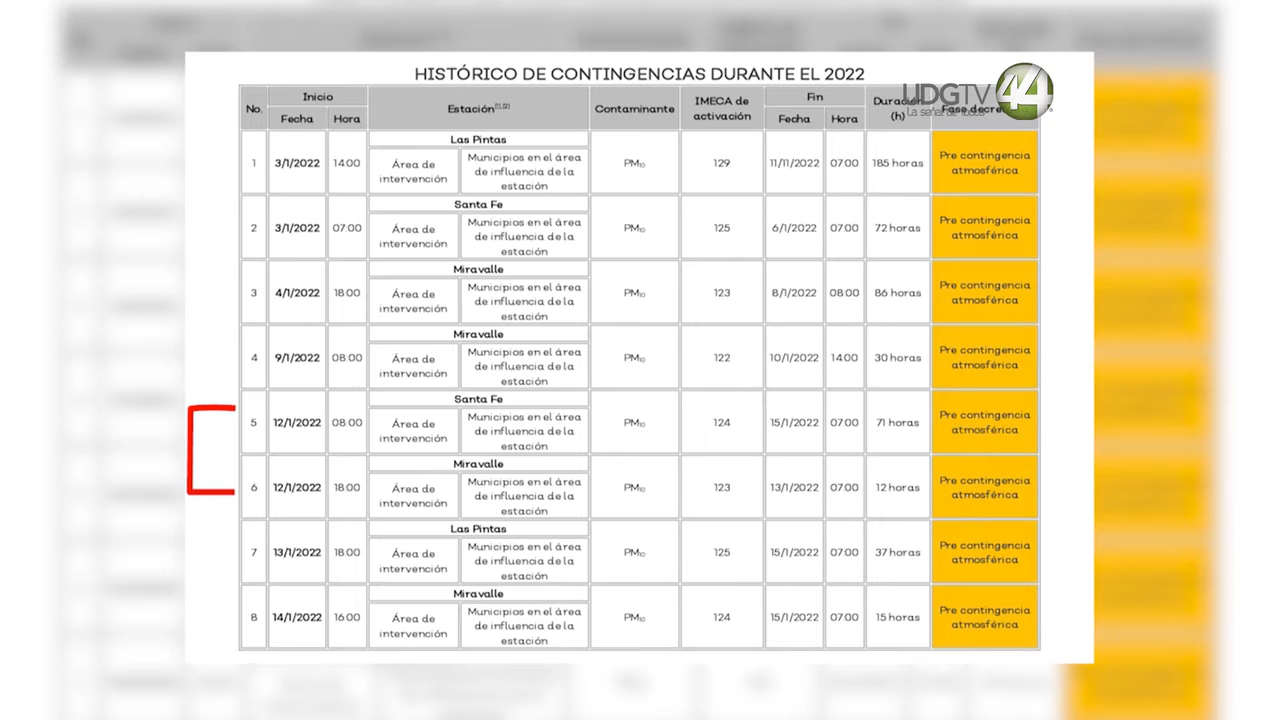 HISTÓRICO DE CONTINGENCIAS DURANTE EL 2022
UDGTV 44
La señal de todos
No. Inicio Estación[1],[2] Contaminante IMECA de activación Fin Duración (h) Fase decre
Fecha Hora Fecha Hora
Las Pintas
1 3/1/2022 14:00 Área de intervención Municipios en el área de influencia de la estación PM10 129 11/11/2022 07:00 185 horas Pre contingencia atmosférica
Santa Fe
2 3/1/2022 07:00 Área de intervención Municipios en el área de influencia de la estación PM10 125 6/1/2022 07:00 72 horas Pre contingencia atmosférica
Miravalle
3 4/1/2022 18:00 Área de intervención Municipios en el área de influencia de la estación PM10 123 8/1/2022 08:00 86 horas Pre contingencia atmosférica
Miravalle
4 9/1/2022 08:00 Área de intervención Municipios en el área de influencia de la estación PM10 122 10/1/2022 14:00 30 horas Pre contingencia atmosférica
Santa Fe
5 12/1/2022 08:00 Área de intervención Municipios en el área de influencia de la estación PM10 124 15/1/2022 07:00 71 horas Pre contingencia atmosférica
Miravalle
6 12/1/2022 18:00 Área de intervención Municipios en el área de influencia de la estación PM10 123 13/1/2022 07:00 12 horas Pre contingencia atmosférica
Las Pintas
7 13/1/2022 18:00 Área de intervención Municipios en el área de influencia de la estación PM10 125 15/1/2022 07:00 37 horas Pre contingencia atmosférica
Miravalle
8 14/1/2022 16:00 Área de intervención Municipios en el área de influencia de la estación PM10 124 15/1/2022 07:00 15 horas Pre contingencia atmosférica